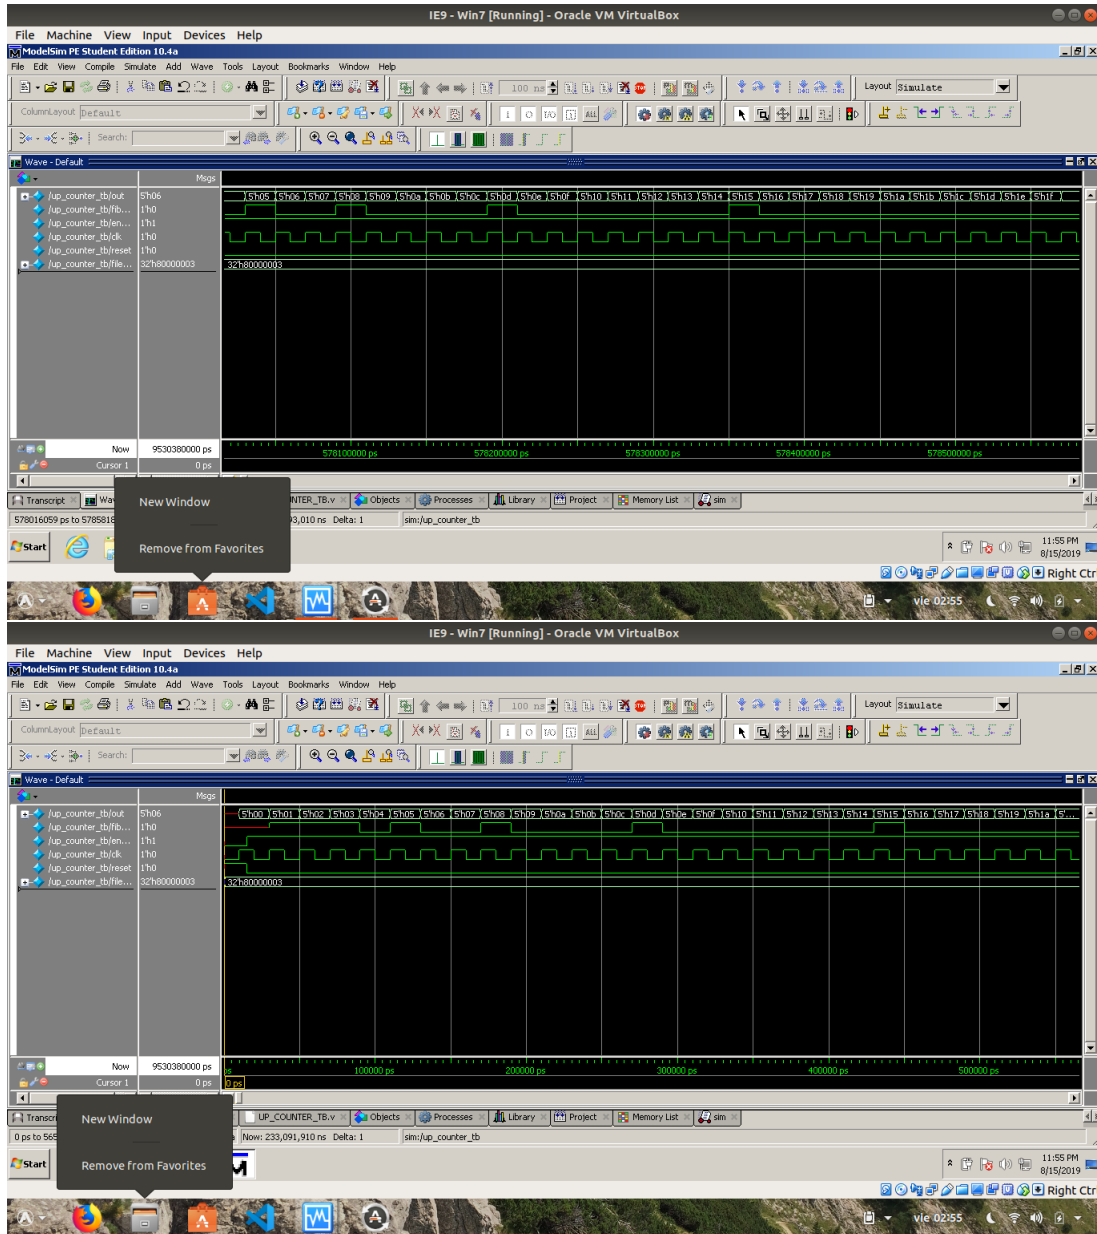 IE9 - Win7 [Running] - Oracle VM VirtualBox
File Machine View Input Devices Help
ModelSim PE Student Edition 10.4a
File Edit View Compile Simulate Add Wave Tools Layout Bookmarks Window Help
100 ns Layout Simulate
ColumnLayout Default
Search:
Wave - Default
Msgs
/up_counter_tb/out 5'h06 5'h05 5'h06 5'h07 5'h08 5'h09 5'h0a 5'h0b 5'h0c 5'h0d 5'h0e 5'h0f 5'h10 5'h11 5'h12 5'h13 5'h14 5'h15 5'h16 5'h17 5'h18 5'h19 5'h1a 5'h1b 5'h1c 5'h1d 5'h1e 5'h1f
/up_counter_tb/fib... 1'h0
/up_counter_tb/en... 1'h1
/up_counter_tb/clk 1'h0
/up_counter_tb/reset 1'h0
/up_counter_tb/file... 32'h80000003 32'h80000003
Now 9530380000 ps 578100000 ps 578200000 ps 578300000 ps 578400000 ps 578500000 ps
Cursor 1 0 ps
Transcript Objects Processes Library Project Memory List sim
New Window
578016059 ps to Delta: 1 sim:/up_counter_tb
Start Remove from Favorites 11:55 PM
8/15/2019
Right Ctr
vie 02:55
IE9 - Win7 [Running] - Oracle VM VirtualBox
File Machine View Input Devices Help
ModelSim PE Student Edition 10.4a
File Edit View Compile Simulate Add Wave Tools Layout Bookmarks Window Help
100 ns Layout Simulate
ColumnLayout Default
Search:
Wave - Default
Msgs
/up_counter_tb/out 5'h06 5'h00 5'h01 5'h02 5'h03 5'h04 5'h05 5'h06 5'h07 5'h08 5'h09 5'h0a 5'h0b 5'h0c 5'h0d 5'h0e 5'h0f 5'h10 5'h11 5'h12 5'h13 5'h14 5'h15 5'h16 5'h17 5'h18 5'h19 5'h1a 5'...
/up_counter_tb/fib... 1'h0
/up_counter_tb/en... 1'h1
/up_counter_tb/clk 1'h0
/up_counter_tb/reset 1'h0
/up_counter_tb/file... 32'h80000003 32'h80000003
Now 9530380000 ps 100000 ps 200000 ps 300000 ps 400000 ps 500000 ps
Cursor 1 0 ps 0 ps
UP_COUNTER_TB.v Objects Processes Library Project Memory List sim
New Window
0 ps to Now: 233,091,910 ns Delta: 1 sim:/up_counter_tb
Start Remove from Favorites 11:55 PM
8/15/2019
Right Ctr
vie 02:55